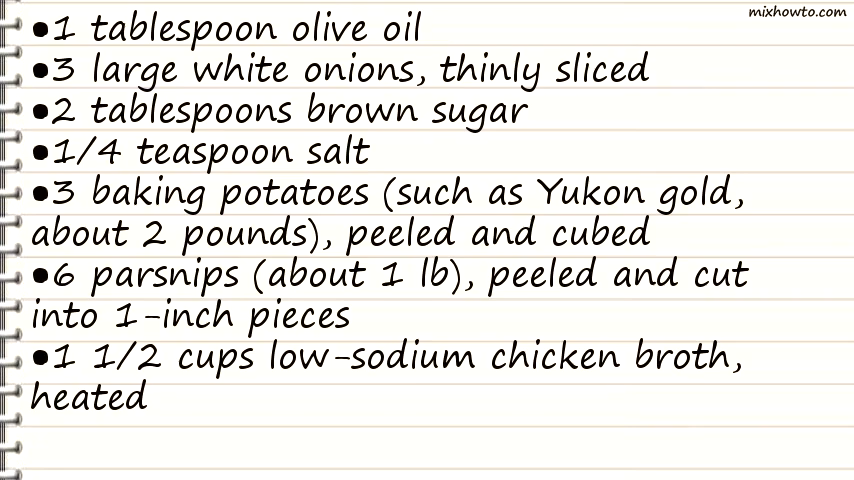 mixhowto.com
•1 tablespoon olive oil
•3 large white onions, thinly sliced
•2 tablespoons brown sugar
•1/4 teaspoon salt
•3 baking potatoes (such as Yukon gold,
about 2 pounds), peeled and cubed
•6 parsnips (about 1 lb), peeled and cut
into 1-inch pieces
•1 1/2 cups low-sodium chicken broth,
heated